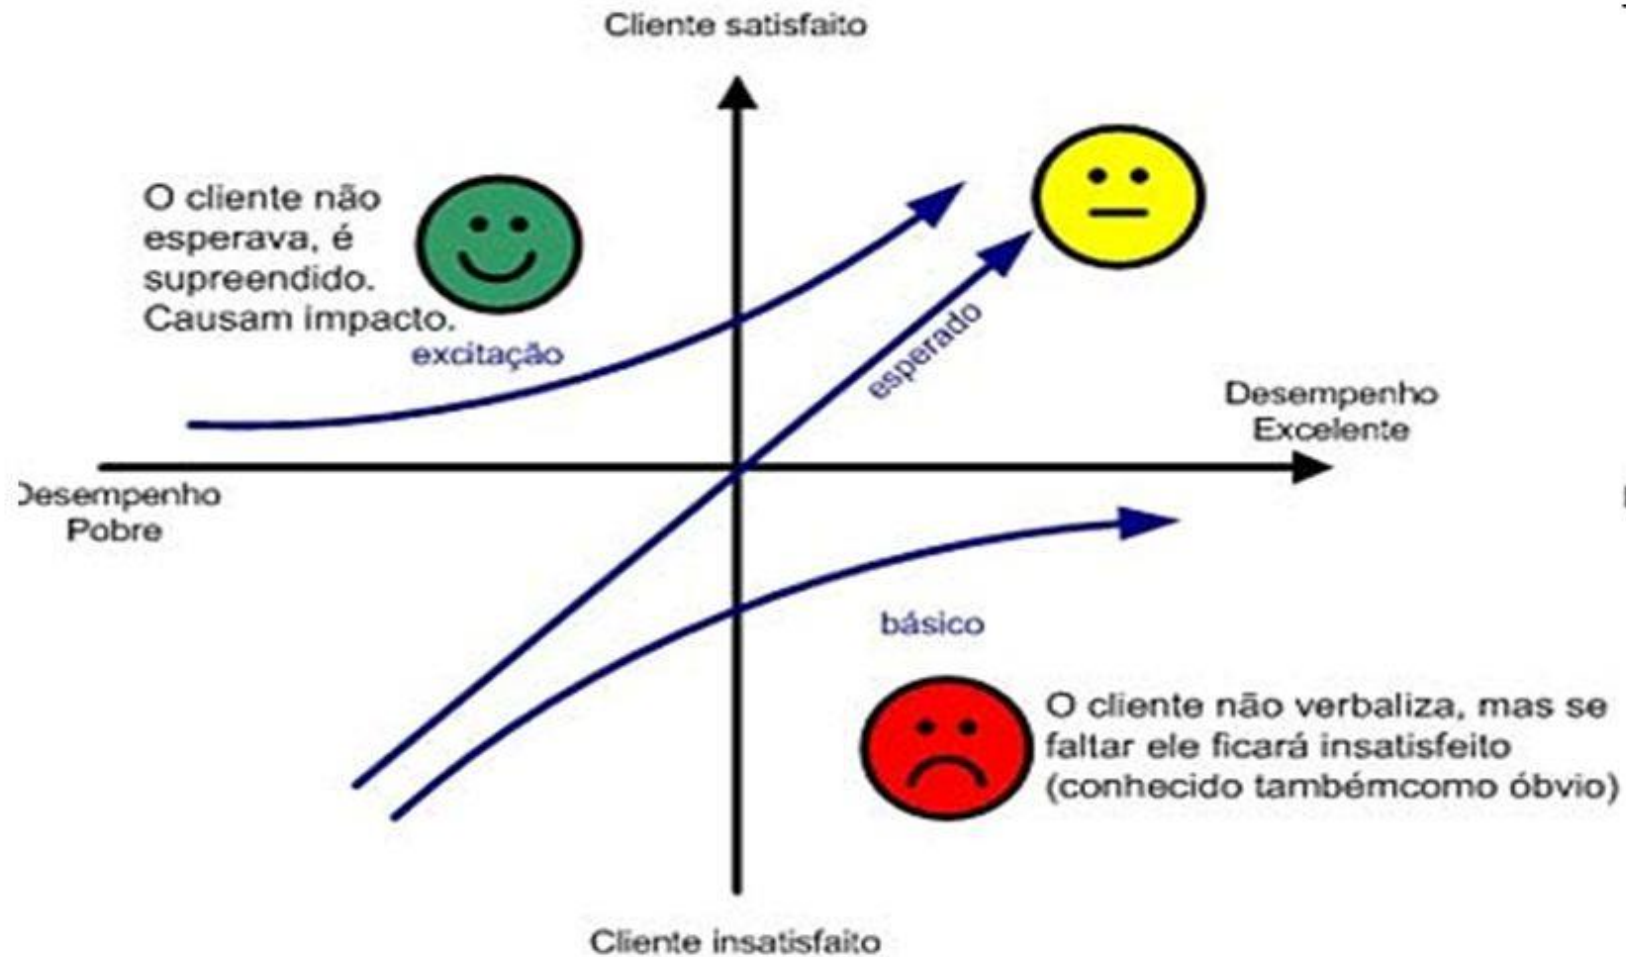 Cliente satisfaito
O cliente não
esperava, é
supreendido.
Causam impacto.
excitação
esperado
Desempenho
Excelente
Desempenho
Pobre
básico
O cliente não verbaliza, mas se
faltar ele ficará insatisfeito
(conhecido tambémcomo óbvio)
Cliente insatisfaito